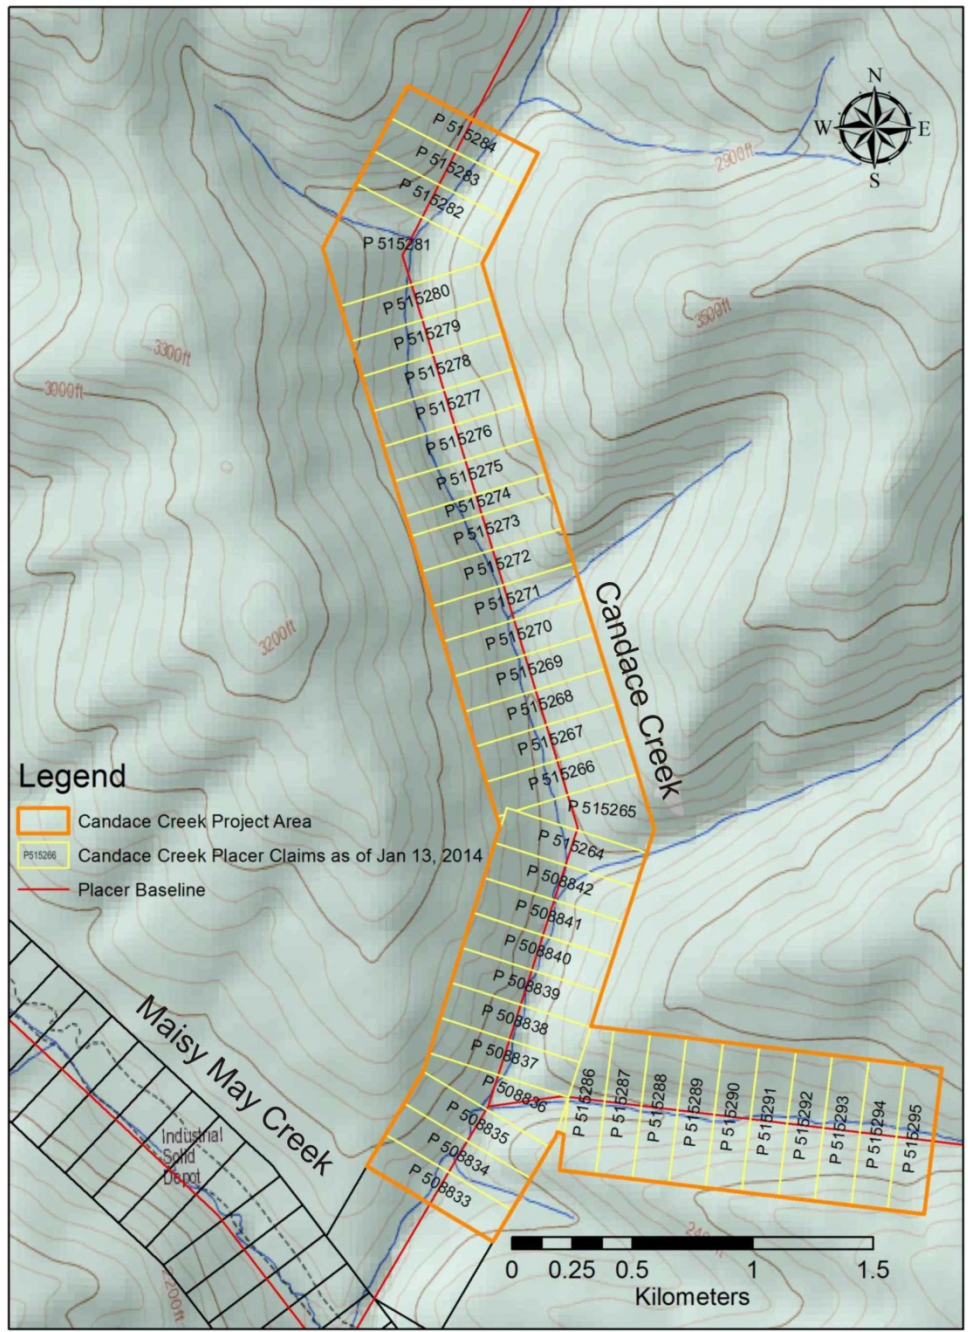 N
W E
S
P 515284
P 515283
P 515282
P 515281
P 515280
P 515279
P 515278
P 515277
P 515276
P 515275
P 515274
P 515273
P 515272
P 515271
P 515270
P 515269
P 515268
P 515267
P 515266
P 515265
P 515264
P 508842
P 508841
P 508840
P 508839
P 508838
P 508837
P 508836
P 508835
P 508834
P 508833
P 515286
P 515287
P 515288
P 515289
P 515290
P 515291
P 515292
P 515293
P 515294
P 515295
2900ft
3500ft
3300ft
3000ft
3200ft
Candace Creek
Legend
Candace Creek Project Area
P515266
Candace Creek Placer Claims as of Jan 13, 2014
Placer Baseline
Maisy May Creek
Industrial
Solid
Depot
0 0.25 0.5 1 1.5
Kilometers